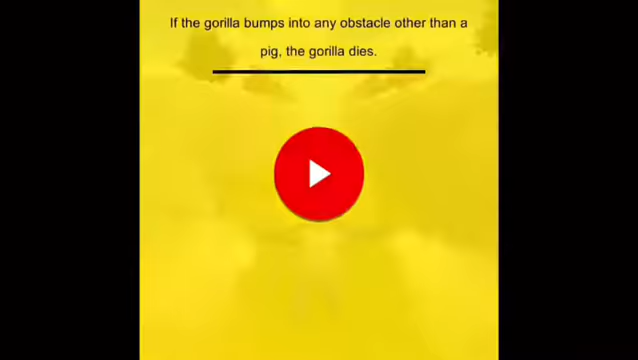 If the gorilla bumps into any obstacle other than a
pig, the gorilla dies.